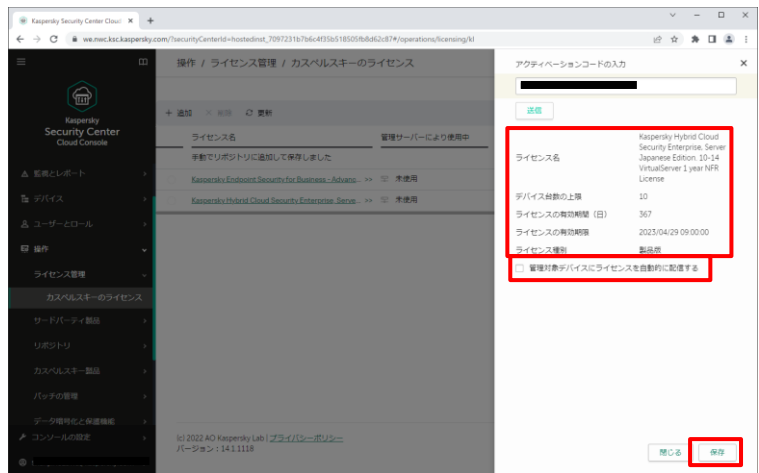 Kaspersky Security Center Cloud
we.nwc.ksc.kaspersky.com/?securityCenterId=hostedinst_7097231b7b6c4f35b518505fb8d62c87#/operations/licensing/kl
Kaspersky
Security Center
Cloud Console
監視とレポート
デバイス
ユーザーとロール
操作
ライセンス管理
カスペルスキーのライセンス
サードパーティ製品
リポジトリ
カスペルスキー製品
パッチの管理
データ暗号化と保護機能
コンソールの設定
操作 / ライセンス管理 / カスペルスキーのライセンス
+ 追加 × 削除 更新
ライセンス名 管理サーバーにより使用中
手動でリポジトリに追加して保存しました
Kaspersky Endpoint Security for Business - Advanc... >> 未使用
Kaspersky Hybrid Cloud Security Enterprise, Serve... >> 未使用
(c) 2022 AO Kaspersky Lab | プライバシーポリシー
バージョン：14.1.1118
アクティベーションコードの入力
送信
ライセンス名
Kaspersky Hybrid Cloud
Security Enterprise, Server
Japanese Edition. 10-14
VirtualServer 1 year NFR
License
デバイス台数の上限 10
ライセンスの有効期間（日） 367
ライセンスの有効期限 2023/04/29 09:00:00
ライセンス種別 製品版
管理対象デバイスにライセンスを自動的に配信する
閉じる 保存